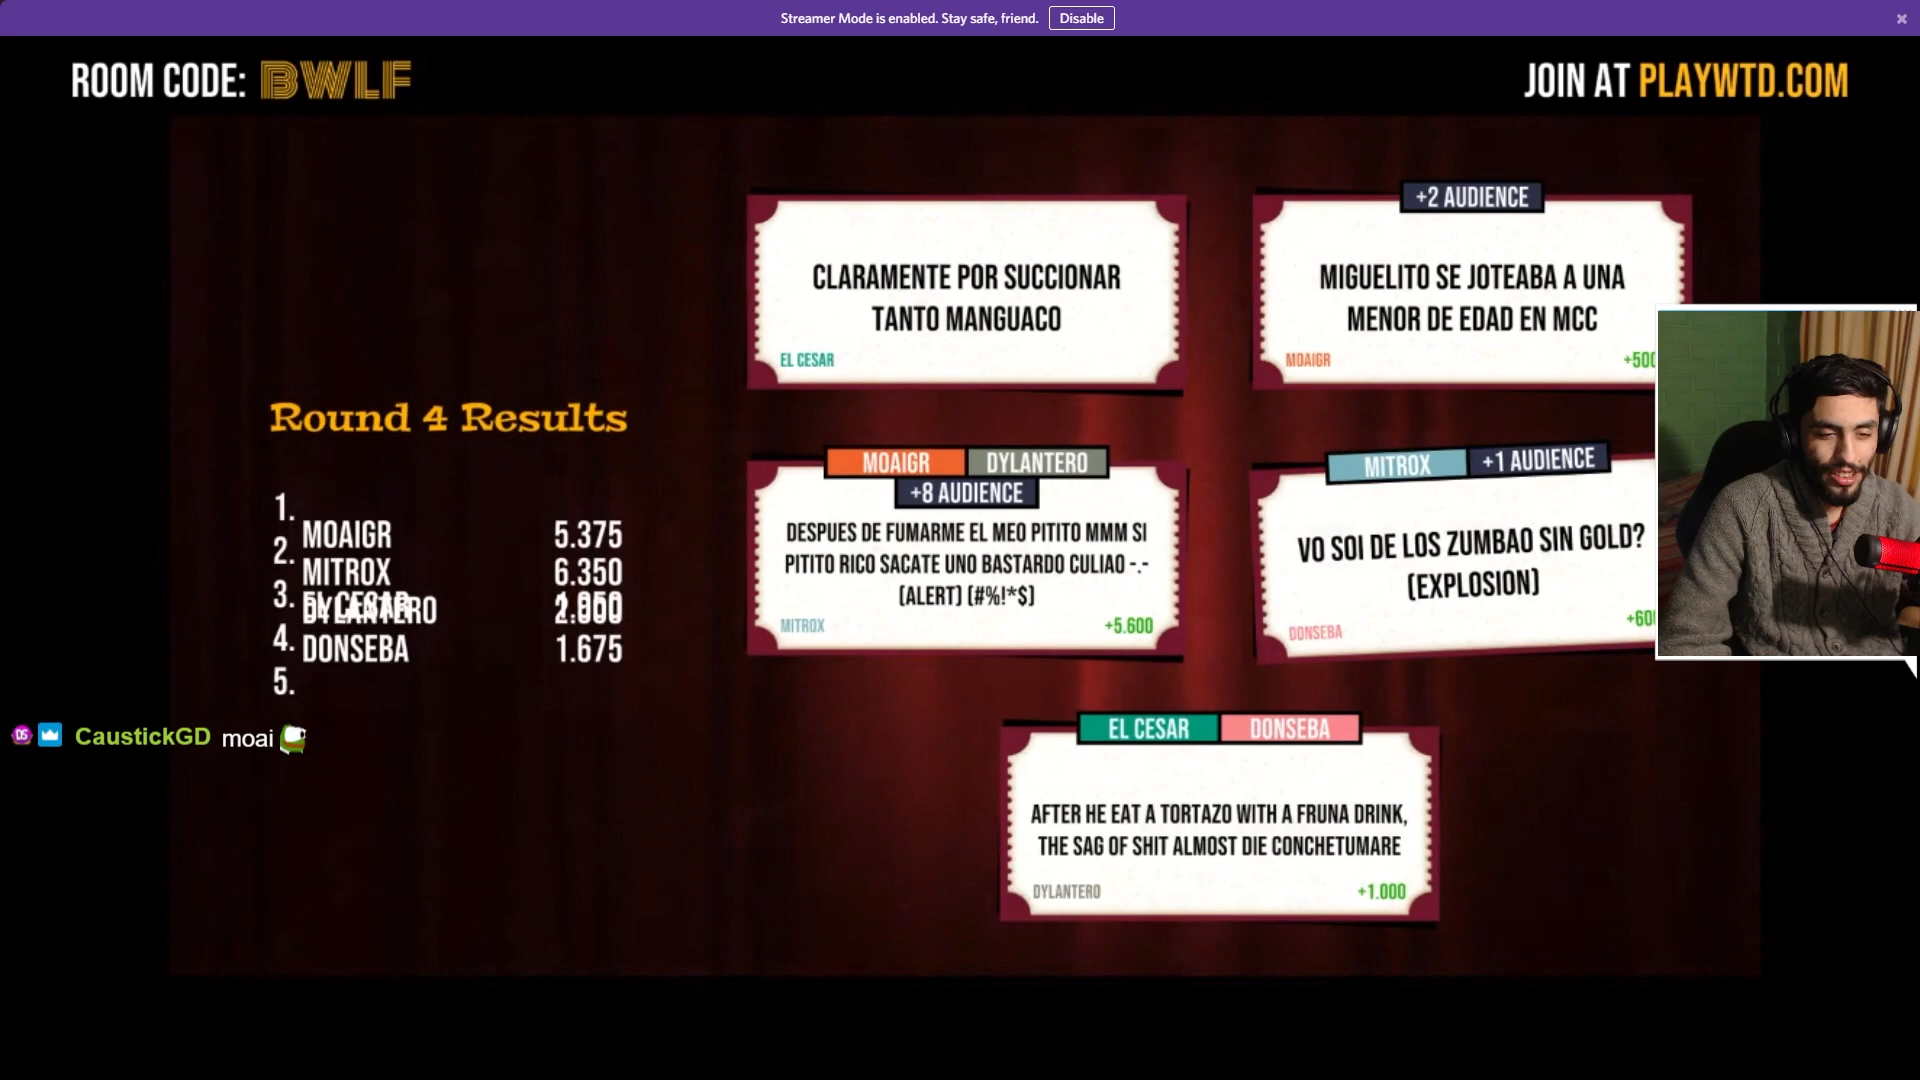 Streamer Mode is enabled. Stay safe, friend.
Disable
ROOM CODE: BWLF
JOIN AT PLAYWTD.COM
CLARAMENTE POR SUCCIONAR
TANTO MANGUACO
EL CESAR
+2 AUDIENCE
MIGUELITO SE JOTEABA A UNA
MENOR DE EDAD EN MCC
MOAIGR
+500
Round 4 Results
1.
MOAIGR 5.375
2.
MITROX 6.350
3.
DYLANTERO
4.
DONSEBA 1.675
5.
MOAIGR DYLANTERO
+8 AUDIENCE
DESPUES DE FUMARME EL MEO PITITO MMM SI
PITITO RICO SACATE UNO BASTARDO CULIAO -.-
(ALERT) (#%!*$)
MITROX
+5.600
MITROX +1 AUDIENCE
VO SOI DE LOS ZUMBAO SIN GOLD?
(EXPLOSION)
DONSEBA
+600
CaustickGD moai
EL CESAR DONSEBA
AFTER HE EAT A TORTAZO WITH A FRUNA DRINK,
THE SAG OF SHIT ALMOST DIE CONCHETUMARE
DYLANTERO
+1.000